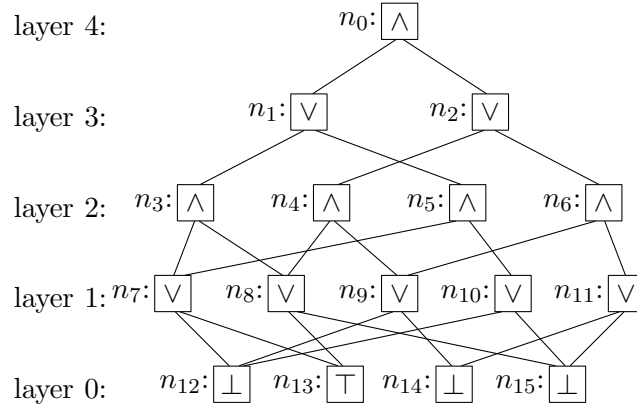 layer 4: n₀: ∧
layer 3: n₁: ∨ n₂: ∨
layer 2: n₃: ∧ n₄: ∧ n₅: ∧ n₆: ∧
layer 1: n₇: ∨ n₈: ∨ n₉: ∨ n₁₀: ∨ n₁₁: ∨
layer 0: n₁₂: ⊥ n₁₃: ⊤ n₁₄: ⊥ n₁₅: ⊥